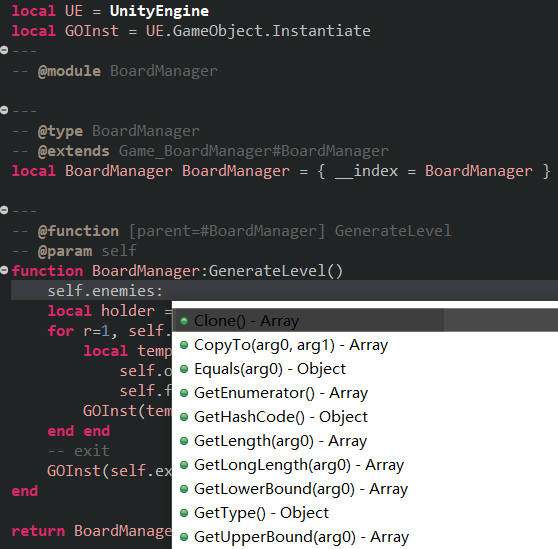 local UE = UnityEngine
local GOInst = UE.GameObject.Instantiate
---
-- @module BoardManager
---
-- @type BoardManager
-- @extends Game_BoardManager#BoardManager
local BoardManager BoardManager = { __index = BoardManager }
---
-- @function [parent=#BoardManager] GenerateLevel
-- @param self
function BoardManager:GenerateLevel()
self.enemies:
local holder =
for r=1, self.
local temp
self.o
self.f
GOInst(tem
end end
-- exit
GOInst(self.ex
end
return BoardManage
Clone() - Array
CopyTo(arg0, arg1) - Array
Equals(arg0) - Object
GetEnumerator() - Array
GetHashCode() - Object
GetLength(arg0) - Array
GetLongLength(arg0) - Array
GetLowerBound(arg0) - Array
GetType() - Object
GetUpperBound(arg0) - Array